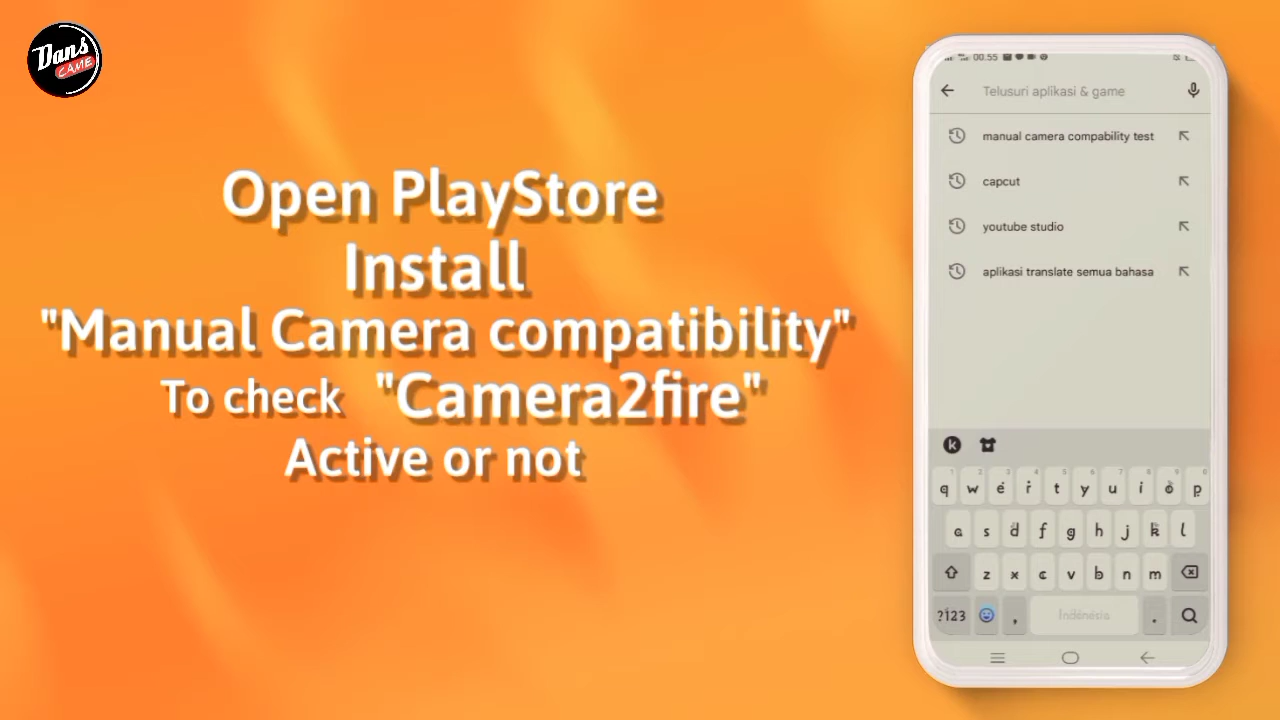 Dans
CAME
Open PlayStore
Install
"Manual Camera compatibility"
To check "Camera2fire"
Active or not
00.55
Telusuri aplikasi & game
manual camera compability test
capcut
youtube studio
aplikasi translate semua bahasa
q w e r t y u i o p
a s d f g h j k l
z x c v b n m
?123 , Indonesia .